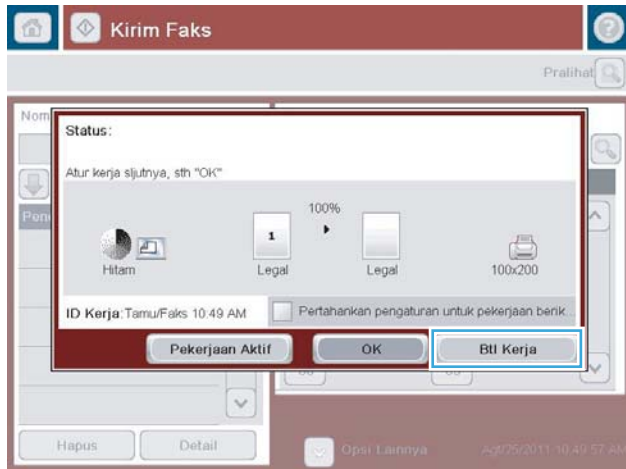 Kirim Faks
Pralihat
Nom
Status:
Atur kerja sljutnya, sth "OK"
100%
1
Hitam
Legal
Legal
100x200
ID Kerja:Tamu/Faks 10:49 AM
Pertahankan pengaturan untuk pekerjaan berik...
Pekerjaan Aktif
OK
Btl Kerja
Hapus
Detail
Opsi Lainnya
Agt/25/2011 10:49:57 AM